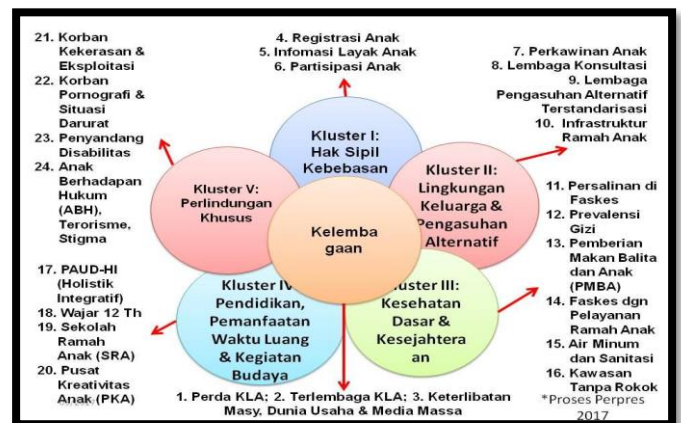 21. Korban
Kekerasan &
Eksploitasi
22. Korban
Pornografi &
Situasi
Darurat
23. Penyandang
Disabilitas
24. Anak
Berhadapan
Hukum
(ABH),
Terorisme,
Stigma
4. Registrasi Anak
5. Infomasi Layak Anak
6. Partisipasi Anak
7. Perkawinan Anak
8. Lembaga Konsultasi
9. Lembaga
Pengasuhan Alternatif
Terstandarisasi
10. Infrastruktur
Ramah Anak
Kluster I:
Hak Sipil
Kebebasan
Kluster II:
Lingkungan
Keluarga &
Pengasuhan
Alternatif
Kluster V:
Perlindungan
Khusus
Kelemba
gaan
Kluster IV
Pendidikan,
Pemanfaatan
Waktu Luang
& Kegiatan
Budaya
Kluster III:
Kesehatan
Dasar &
Kesejahtera
an
11. Persalinan di
Faskes
12. Prevalensi
Gizi
13. Pemberian
Makan Balita
dan Anak
(PMBA)
14. Faskes dgn
Pelayanan
Ramah Anak
15. Air Minum
dan Sanitasi
16. Kawasan
Tanpa Rokok
17. PAUD-HI
(Holistik
Integratif)
18. Wajar 12 Th
19. Sekolah
Ramah
Anak (SRA)
20. Pusat
Kreativitas
Anak (PKA)
1. Perda KLA; 2. Terlembaga KLA; 3. Keterlibatan
Masy, Dunia Usaha & Media Massa
*Proses Perpres
2017